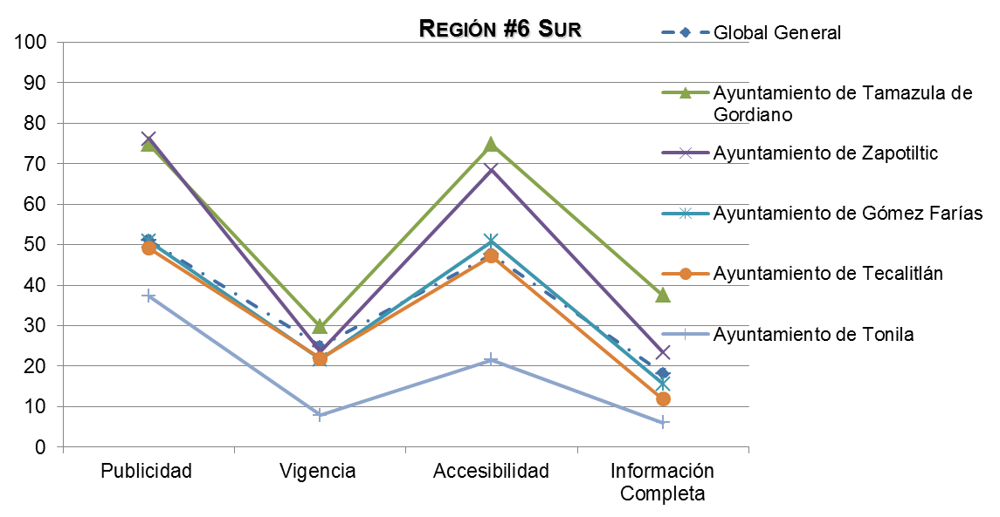 REGIÓN #6 SUR
100
90
80
70
60
50
40
30
20
10
0
Publicidad
Vigencia
Accesibilidad
Información
Completa
Global General
Ayuntamiento de Tamazula de
Gordiano
Ayuntamiento de Zapotiltic
Ayuntamiento de Gómez Farías
Ayuntamiento de Tecalitlán
Ayuntamiento de Tonila